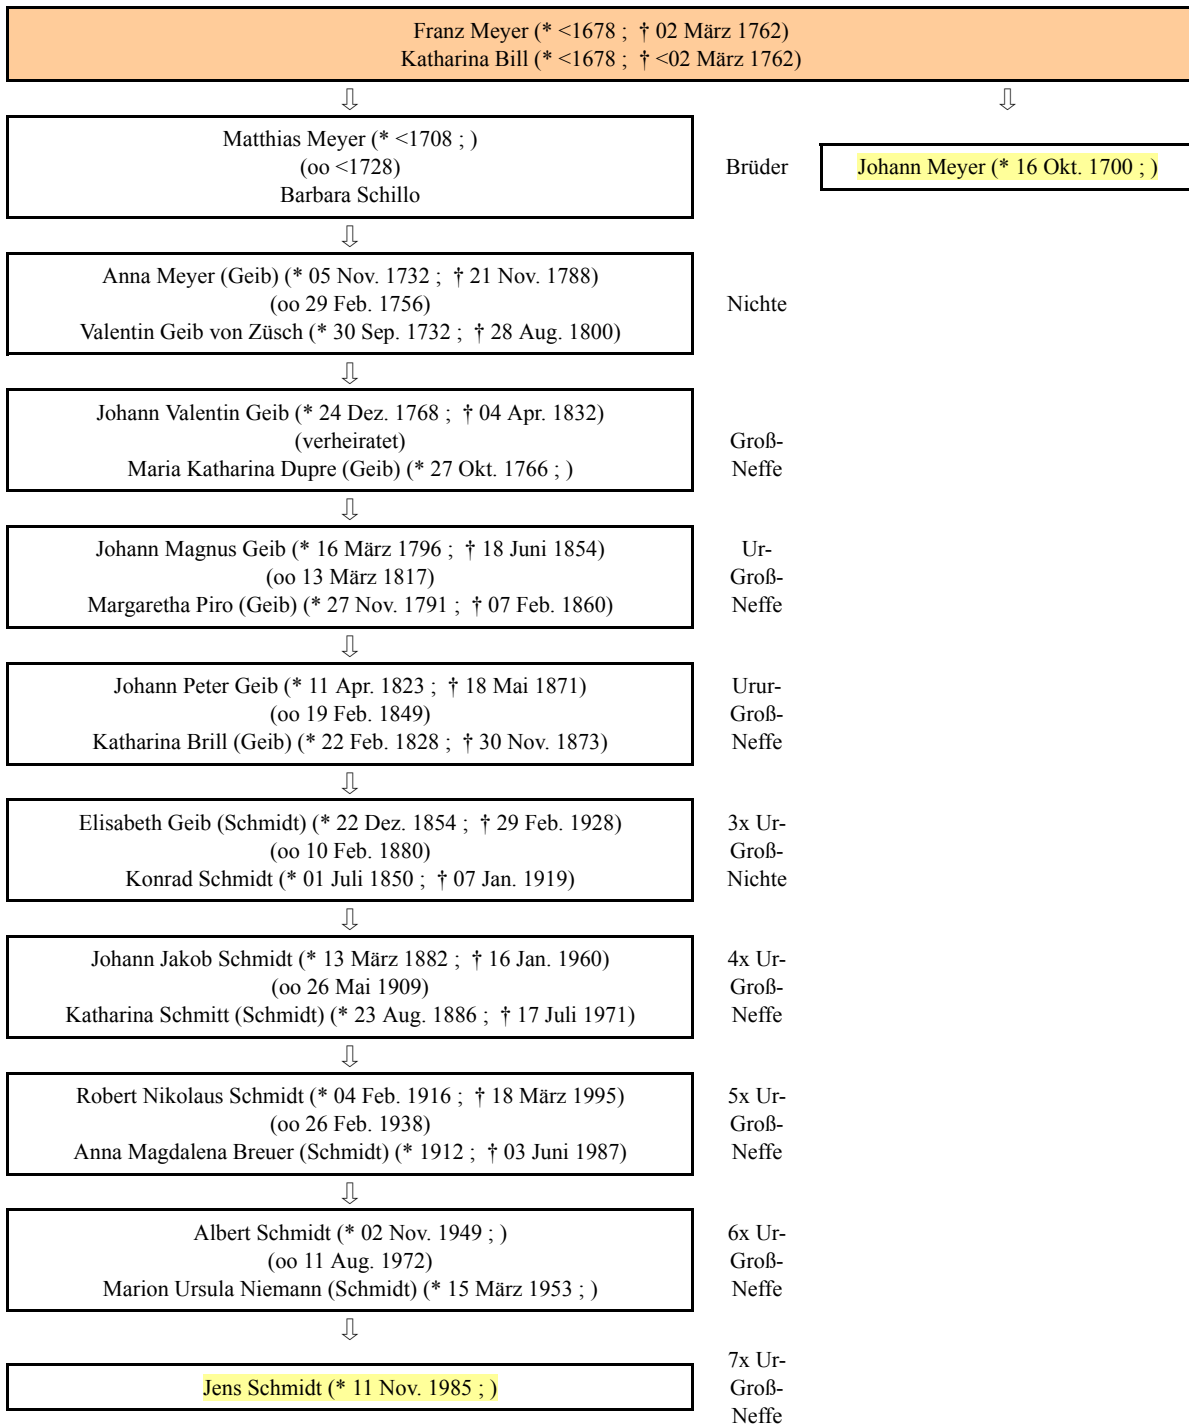 Franz Meyer (* <1678 ; † 02 März 1762)
Katharina Bill (* <1678 ; † <02 März 1762)
⇩ ⇩
Matthias Meyer (* <1708 ; )
(oo <1728)
Barbara Schillo
Brüder
Johann Meyer (* 16 Okt. 1700 ; )
⇩
Anna Meyer (Geib) (* 05 Nov. 1732 ; † 21 Nov. 1788)
(oo 29 Feb. 1756)
Valentin Geib von Züsch (* 30 Sep. 1732 ; † 28 Aug. 1800)
Nichte
⇩
Johann Valentin Geib (* 24 Dez. 1768 ; † 04 Apr. 1832)
(verheiratet)
Maria Katharina Dupre (Geib) (* 27 Okt. 1766 ; )
Groß-
Neffe
⇩
Johann Magnus Geib (* 16 März 1796 ; † 18 Juni 1854)
(oo 13 März 1817)
Margaretha Piro (Geib) (* 27 Nov. 1791 ; † 07 Feb. 1860)
Ur-
Groß-
Neffe
⇩
Johann Peter Geib (* 11 Apr. 1823 ; † 18 Mai 1871)
(oo 19 Feb. 1849)
Katharina Brill (Geib) (* 22 Feb. 1828 ; † 30 Nov. 1873)
Urur-
Groß-
Neffe
⇩
Elisabeth Geib (Schmidt) (* 22 Dez. 1854 ; † 29 Feb. 1928)
(oo 10 Feb. 1880)
Konrad Schmidt (* 01 Juli 1850 ; † 07 Jan. 1919)
3x Ur-
Groß-
Nichte
⇩
Johann Jakob Schmidt (* 13 März 1882 ; † 16 Jan. 1960)
(oo 26 Mai 1909)
Katharina Schmitt (Schmidt) (* 23 Aug. 1886 ; † 17 Juli 1971)
4x Ur-
Groß-
Neffe
⇩
Robert Nikolaus Schmidt (* 04 Feb. 1916 ; † 18 März 1995)
(oo 26 Feb. 1938)
Anna Magdalena Breuer (Schmidt) (* 1912 ; † 03 Juni 1987)
5x Ur-
Groß-
Neffe
⇩
Albert Schmidt (* 02 Nov. 1949 ; )
(oo 11 Aug. 1972)
Marion Ursula Niemann (Schmidt) (* 15 März 1953 ; )
6x Ur-
Groß-
Neffe
⇩
Jens Schmidt (* 11 Nov. 1985 ; )
7x Ur-
Groß-
Neffe